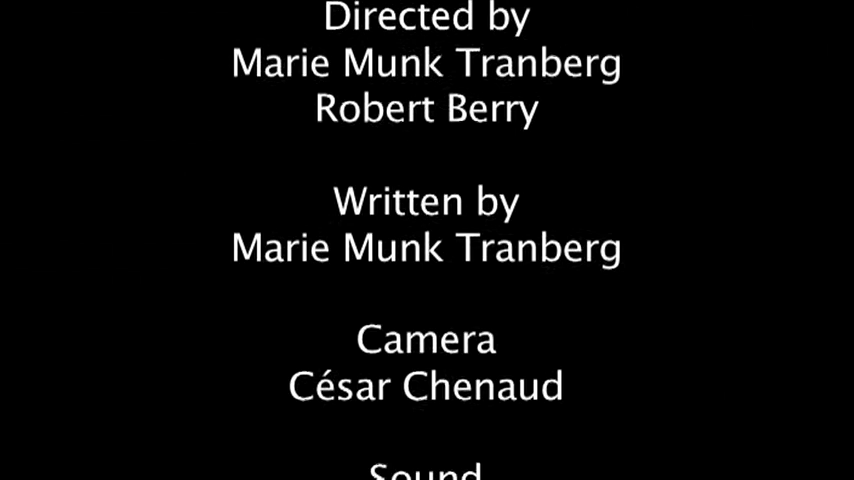 Directed by
Marie Munk Tranberg
Robert Berry
Written by
Marie Munk Tranberg
Camera
César Chenaud
Sound